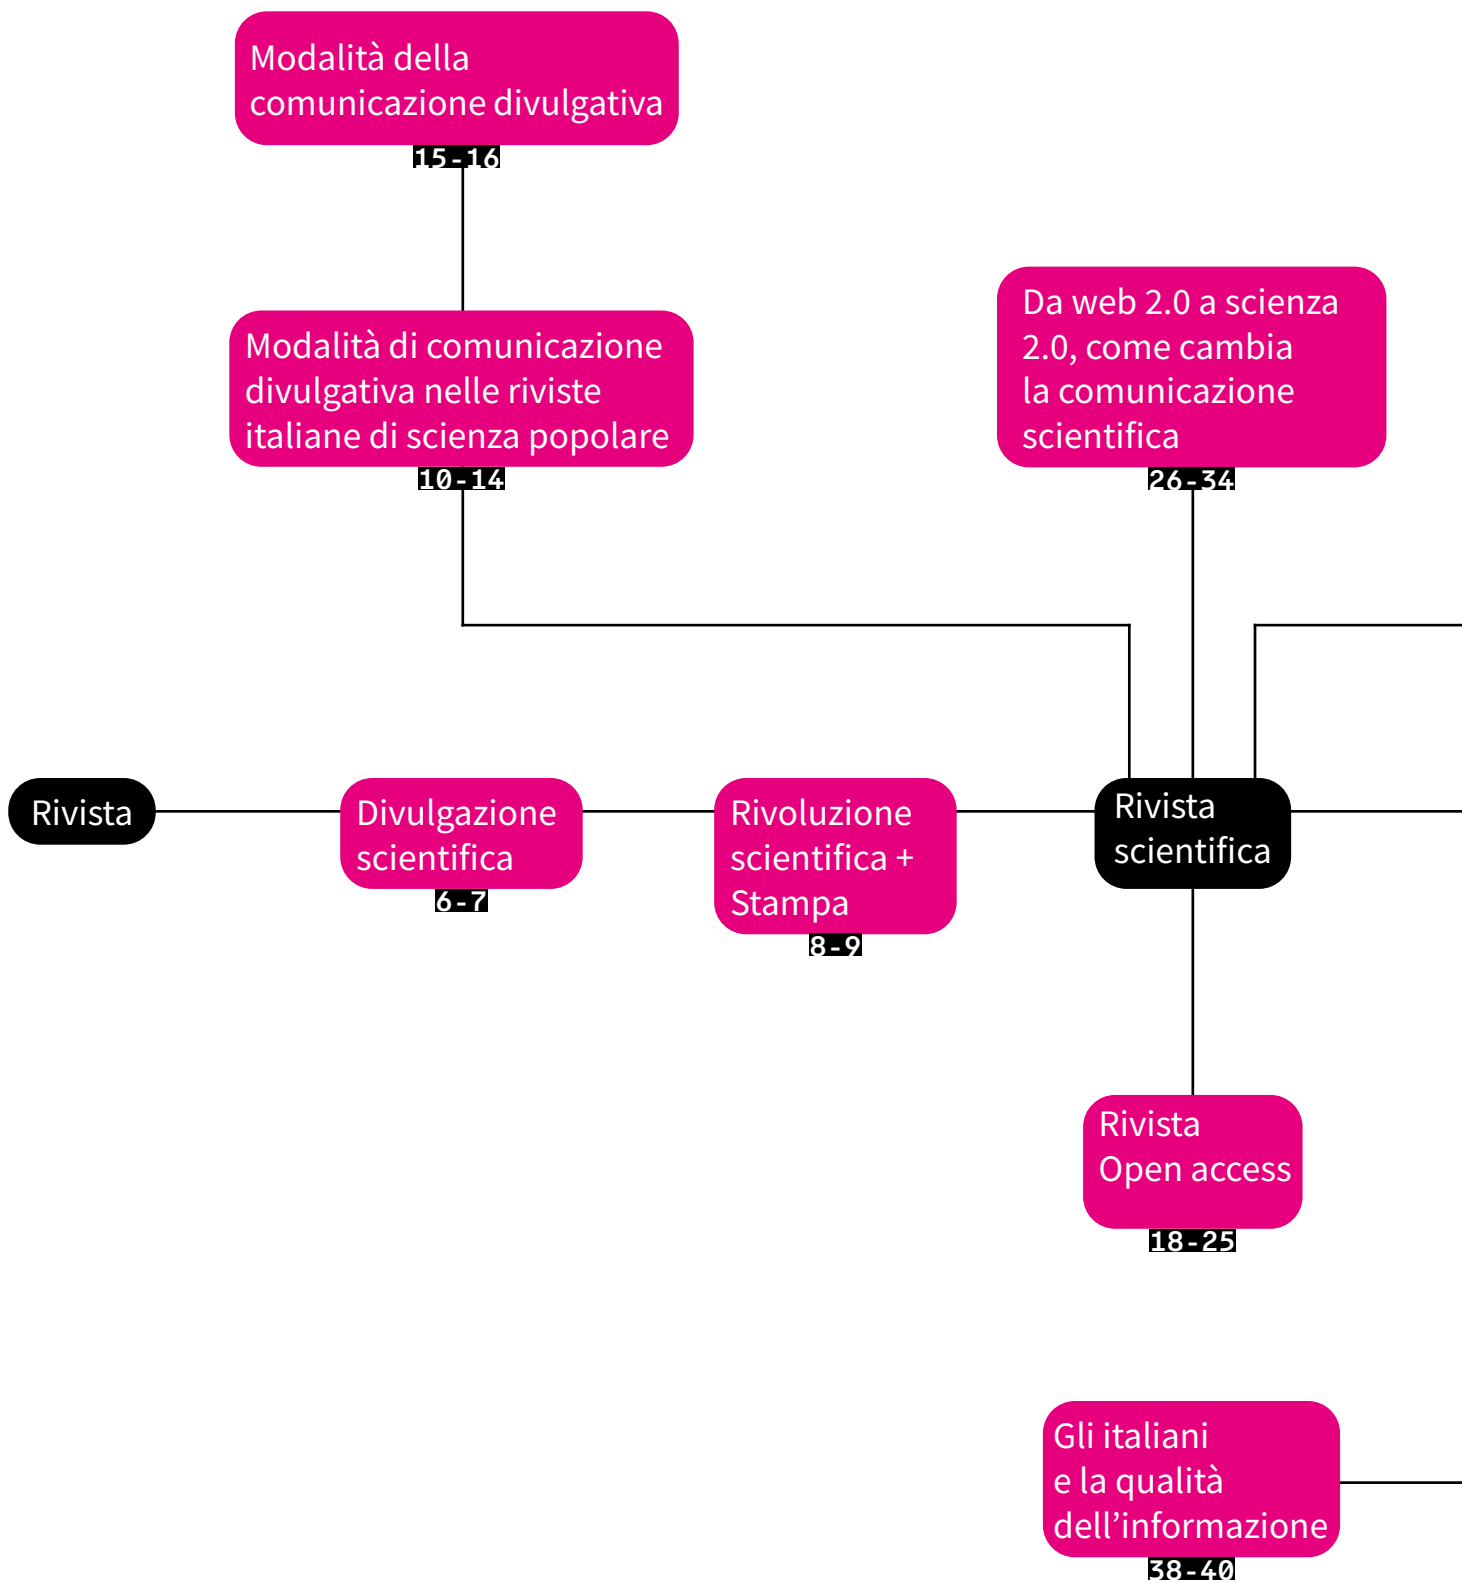 Modalità della
comunicazione divulgativa
15-16
Modalità di comunicazione
divulgativa nelle riviste
italiane di scienza popolare
10-14
Da web 2.0 a scienza
2.0, come cambia
la comunicazione
scientifica
26-34
Rivista
Divulgazione
scientifica
6-7
Rivoluzione
scientifica +
Stampa
8-9
Rivista
scientifica
Rivista
Open access
18-25
Gli italiani
e la qualità
dell’informazione
38-40